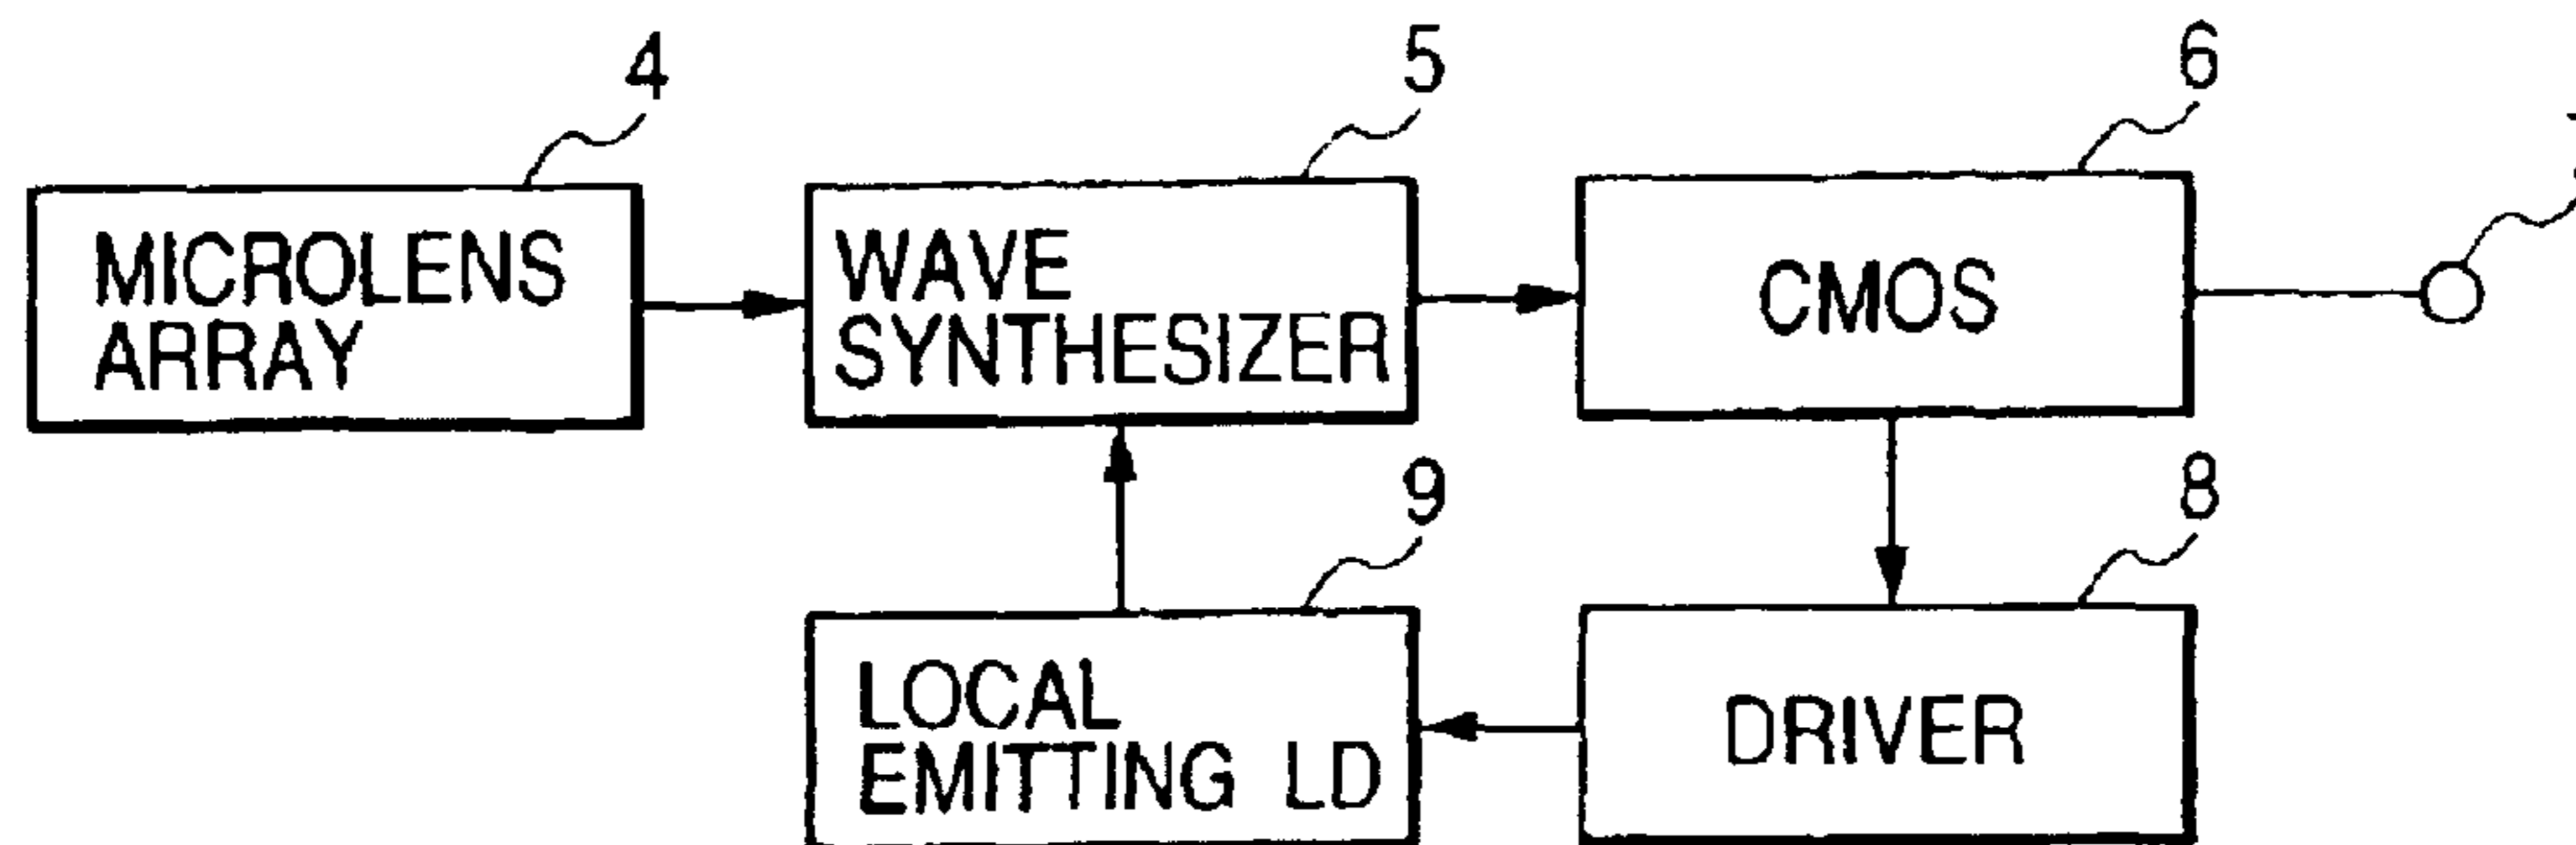 4
5
6
MICROLENS
ARRAY
WAVE
SYNTHESIZER
CMOS
9
8
LOCAL
EMITTING LD
DRIVER